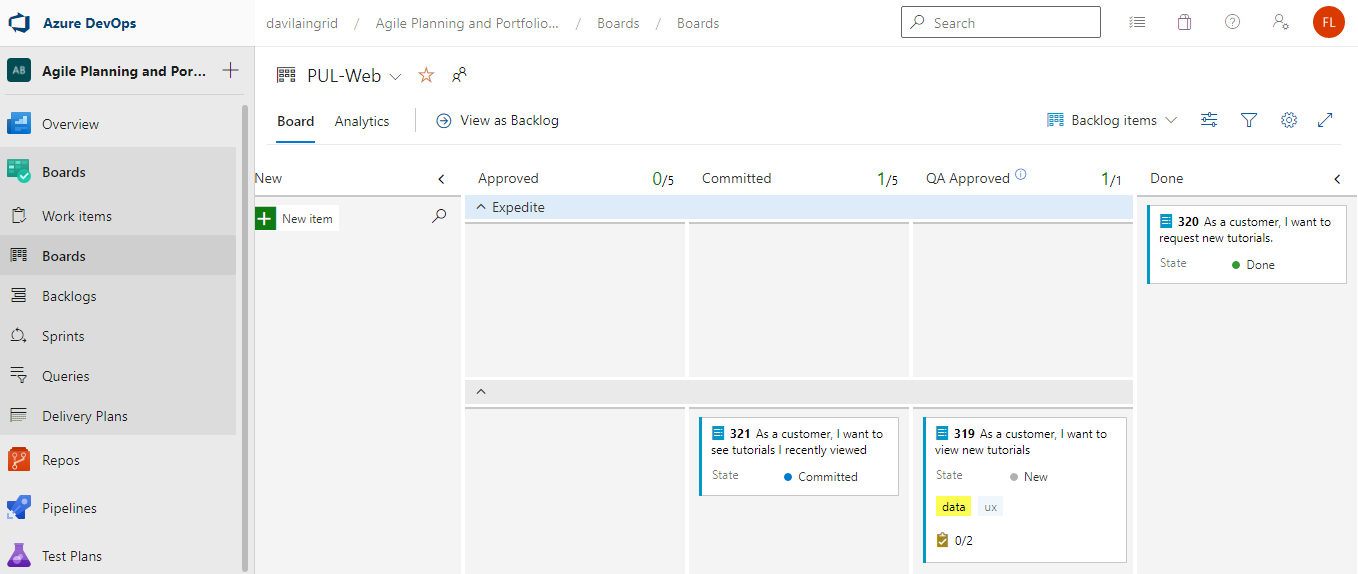 Azure DevOps
davilaingrid / Agile Planning and Portfolio... / Boards / Boards
Search
FL
AB Agile Planning and Por...
Overview
Boards
Work items
Boards
Backlogs
Sprints
Queries
Delivery Plans
Repos
Pipelines
Test Plans
PUL-Web
Board Analytics View as Backlog
Backlog items
New
Approved 0/5
Committed 1/5
QA Approved 1/1
Done
New item
Expedite
320 As a customer, I want to
request new tutorials.
State Done
321 As a customer, I want to
see tutorials I recently viewed
State Committed
319 As a customer, I want to
view new tutorials
State New
data ux
0/2